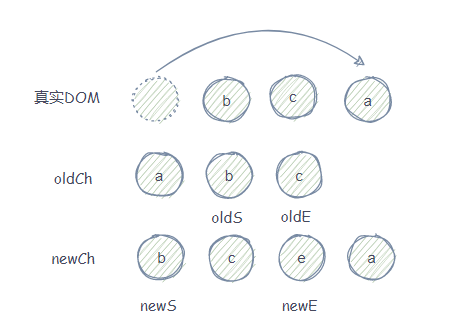 真实DOM b c a
oldCh a b c
oldS oldE
newCh b c e a
newS newE